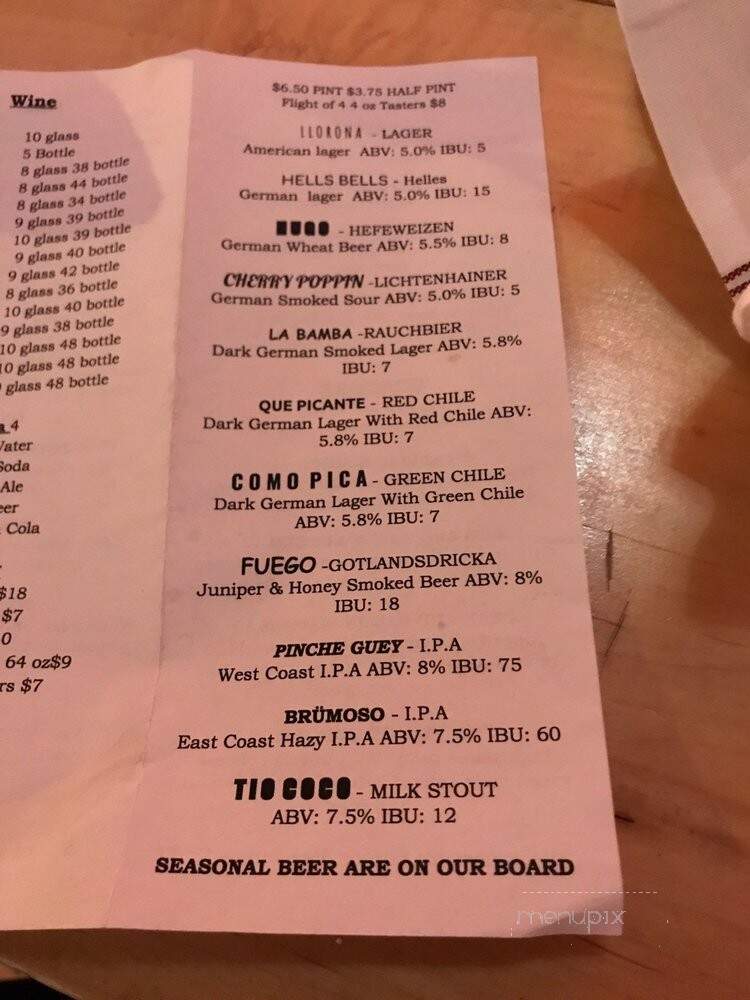 Wine
10 glass
5 Bottle
8 glass 38 bottle
8 glass 44 bottle
8 glass 34 bottle
9 glass 39 bottle
10 glass 39 bottle
9 glass 40 bottle
9 glass 42 bottle
8 glass 36 bottle
10 glass 40 bottle
9 glass 38 bottle
10 glass 48 bottle
10 glass 48 bottle
glass 48 bottle
4
Soda
Ale
Cola
$18
$7
64 oz$9
$7
$6.50 PINT $3.75 HALF PINT
Flight of 4 4 oz Tasters $8
LLORONA - LAGER
American lager ABV: 5.0% IBU: 5
HELLS BELLS - Helles
German lager ABV: 5.0% IBU: 15
HUGO - HEFEWEIZEN
German Wheat Beer ABV: 5.5% IBU: 8
CHERRY POPPIN -LICHTENHAINER
German Smoked Sour ABV: 5.0% IBU: 5
LA BAMBA -RAUCHBIER
Dark German Smoked Lager ABV: 5.8%
IBU: 7
QUE PICANTE - RED CHILE
Dark German Lager With Red Chile ABV:
5.8% IBU: 7
COMO PICA - GREEN CHILE
Dark German Lager With Green Chile
ABV: 5.8% IBU: 7
FUEGO -GOTLANDSDRICKA
Juniper & Honey Smoked Beer ABV: 8%
IBU: 18
PINCHE GUEY - I.P.A
West Coast I.P.A ABV: 8% IBU: 75
BRÜMOSO - I.P.A
East Coast Hazy I.P.A ABV: 7.5% IBU: 60
TIO COCO - MILK STOUT
ABV: 7.5% IBU: 12
SEASONAL BEER ARE ON OUR BOARD
menupix